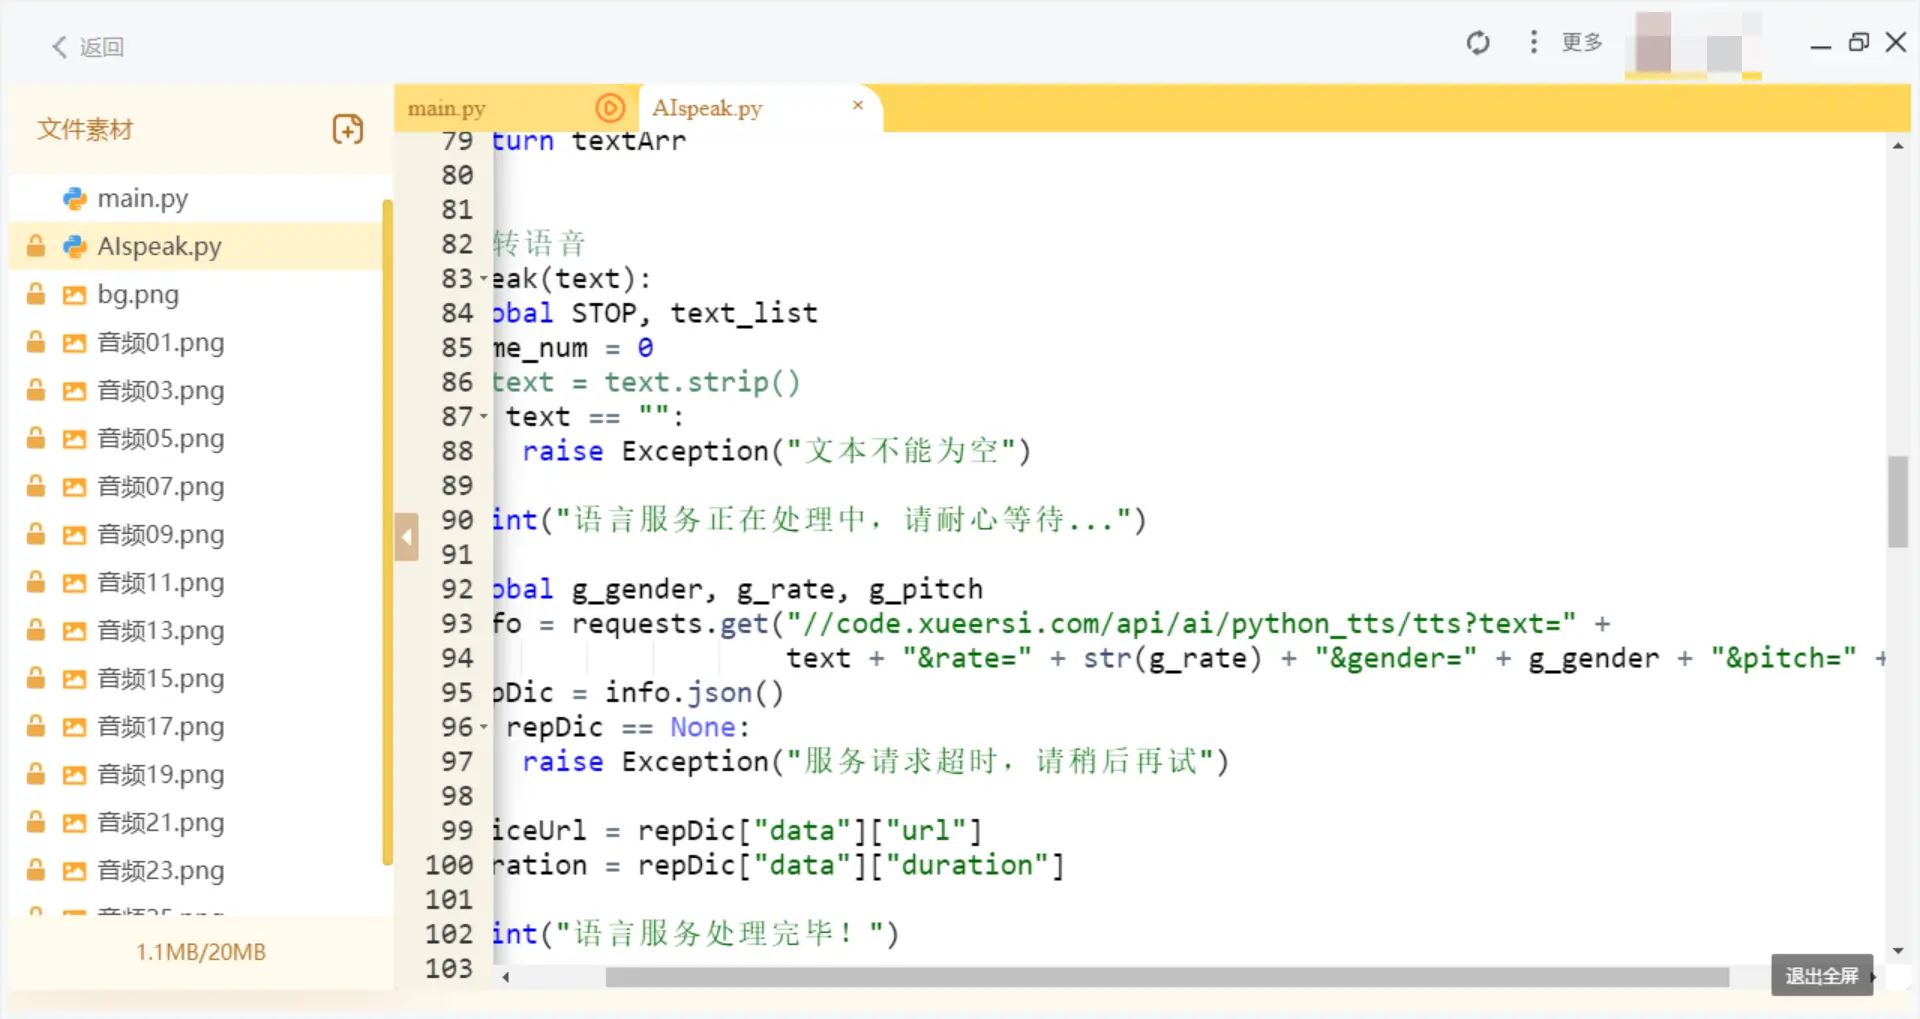 返回
更多
文件素材
main.py
AIspeak.py
bg.png
音频01.png
音频03.png
音频05.png
音频07.png
音频09.png
音频11.png
音频13.png
音频15.png
音频17.png
音频19.png
音频21.png
音频23.png
1.1MB/20MB
main.py
AIspeak.py
79 turn textArr
80
81
82 转语音
83 eak(text):
84 obal STOP, text_list
85 me_num = 0
86 text = text.strip()
87 text == "":
88 raise Exception("文本不能为空")
89
90 int("语言服务正在处理中，请耐心等待...")
91
92 obal g_gender, g_rate, g_pitch
93 fo = requests.get("//code.xueersi.com/api/ai/python_tts/tts?text=" +
94 text + "&rate=" + str(g_rate) + "&gender=" + g_gender + "&pitch=" +
95 pDic = info.json()
96 repDic == None:
97 raise Exception("服务请求超时，请稍后再试")
98
99 iceUrl = repDic["data"]["url"]
100 ration = repDic["data"]["duration"]
101
102 int("语言服务处理完毕！")
103
退出全屏